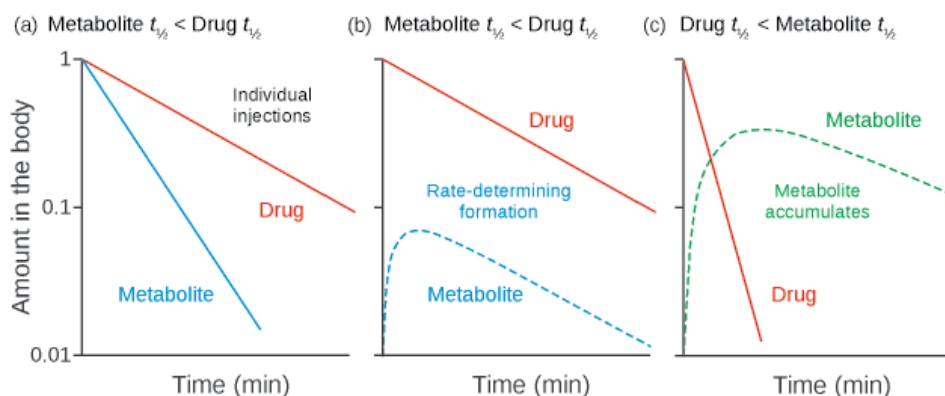 (a) Metabolite t½ < Drug t½
(b) Metabolite t½ < Drug t½
(c) Drug t½ < Metabolite t½
Amount in the body
1
0.1
0.01
Individual
injections
Drug
Metabolite
Time (min)
Drug
Rate-determining
formation
Metabolite
Time (min)
Metabolite
Metabolite
accumulates
Drug
Time (min)